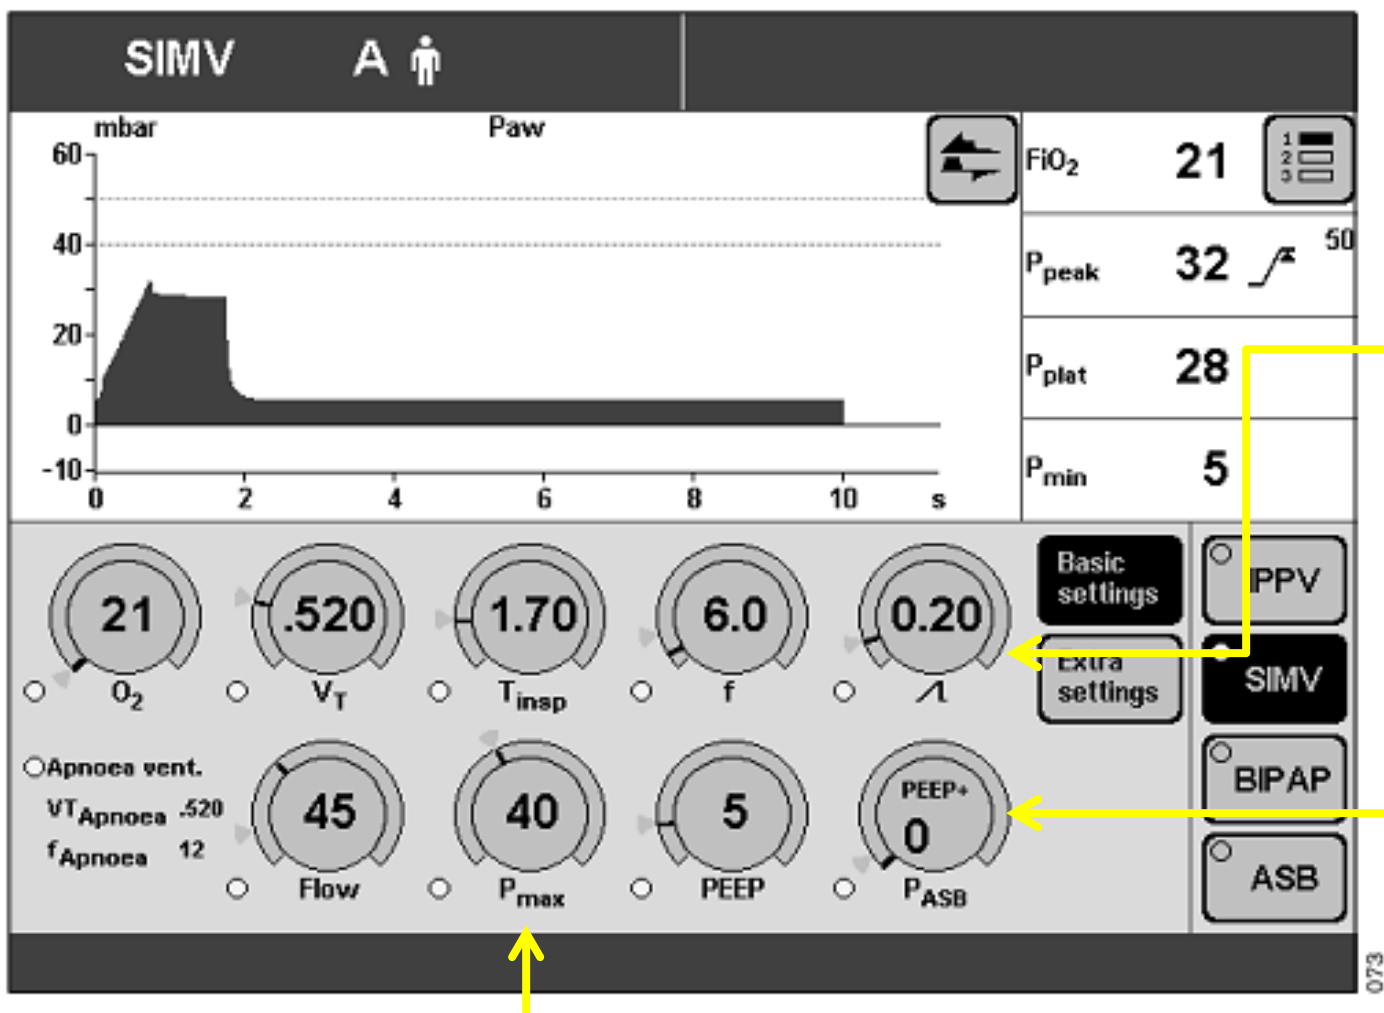 SIMV A
mbar Paw
60
40
20
0
-10
0 2 4 6 8 10 s
FiO2 21
1
2
3
Ppeak 32 50
Pplat 28
Pmin 5
21 .520 1.70 6.0 0.20
O2 VT Tinsp f
Basic
settings
Extra
settings
IPPV
SIMV
BIPAP
ASB
Apnoea vent.
VTApnoea .520
fApnoea 12
45 40 5 PEEP+
0
Flow Pmax PEEP PASB
073